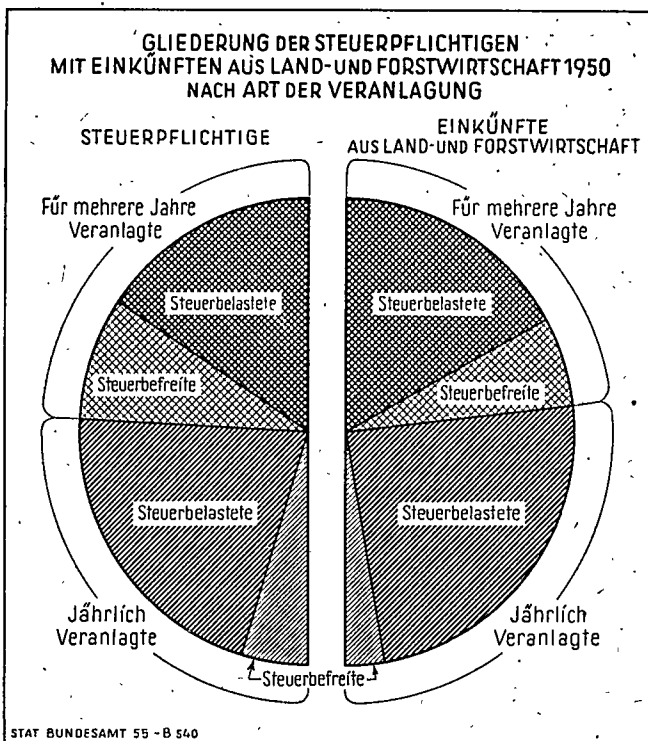 GLIEDERUNG DER STEUERPFLICHTIGEN
MIT EINKÜNFTEN AUS LAND-UND FORSTWIRTSCHAFT 1950
NACH ART DER VERANLAGUNG
STEUERPFLICHTIGE
EINKÜNFTE
AUS LAND-UND FORSTWIRTSCHAFT
Für mehrere Jahre
Veranlagte
Für mehrere Jahre
Veranlagte
Steuerbelastete
Steuerbelastete
Steuerbefreite
Steuerbefreite
Steuerbelastete
Steuerbelastete
Jährlich
Veranlagte
Jährlich
Veranlagte
Steuerbefreite
STAT BUNDESAMT 55 - B 540